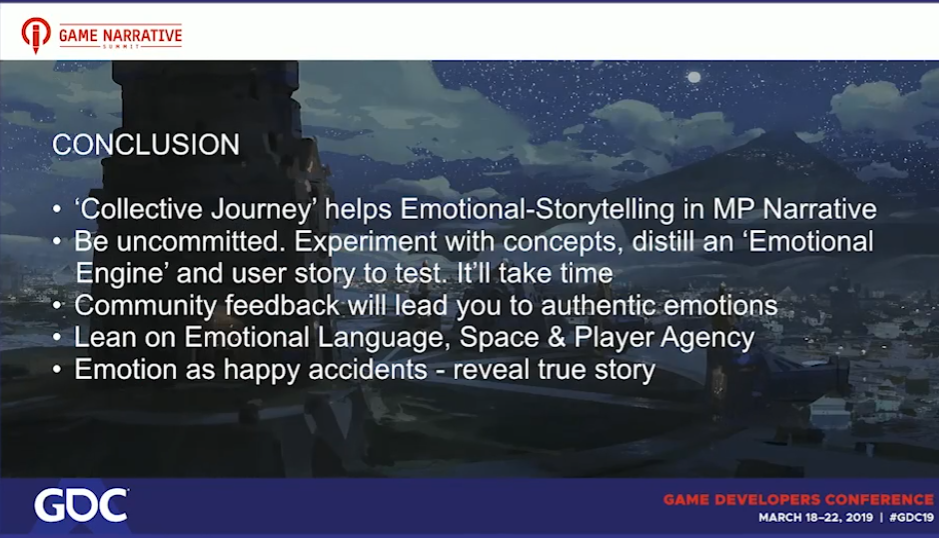 GAME NARRATIVE
SUMMIT
CONCLUSION
• ‘Collective Journey’ helps Emotional-Storytelling in MP Narrative
• Be uncommitted. Experiment with concepts, distill an ‘Emotional
Engine’ and user story to test. It’ll take time
• Community feedback will lead you to authentic emotions
• Lean on Emotional Language, Space & Player Agency
• Emotion as happy accidents - reveal true story
GDC
GAME DEVELOPERS CONFERENCE
MARCH 18–22, 2019 | #GDC19